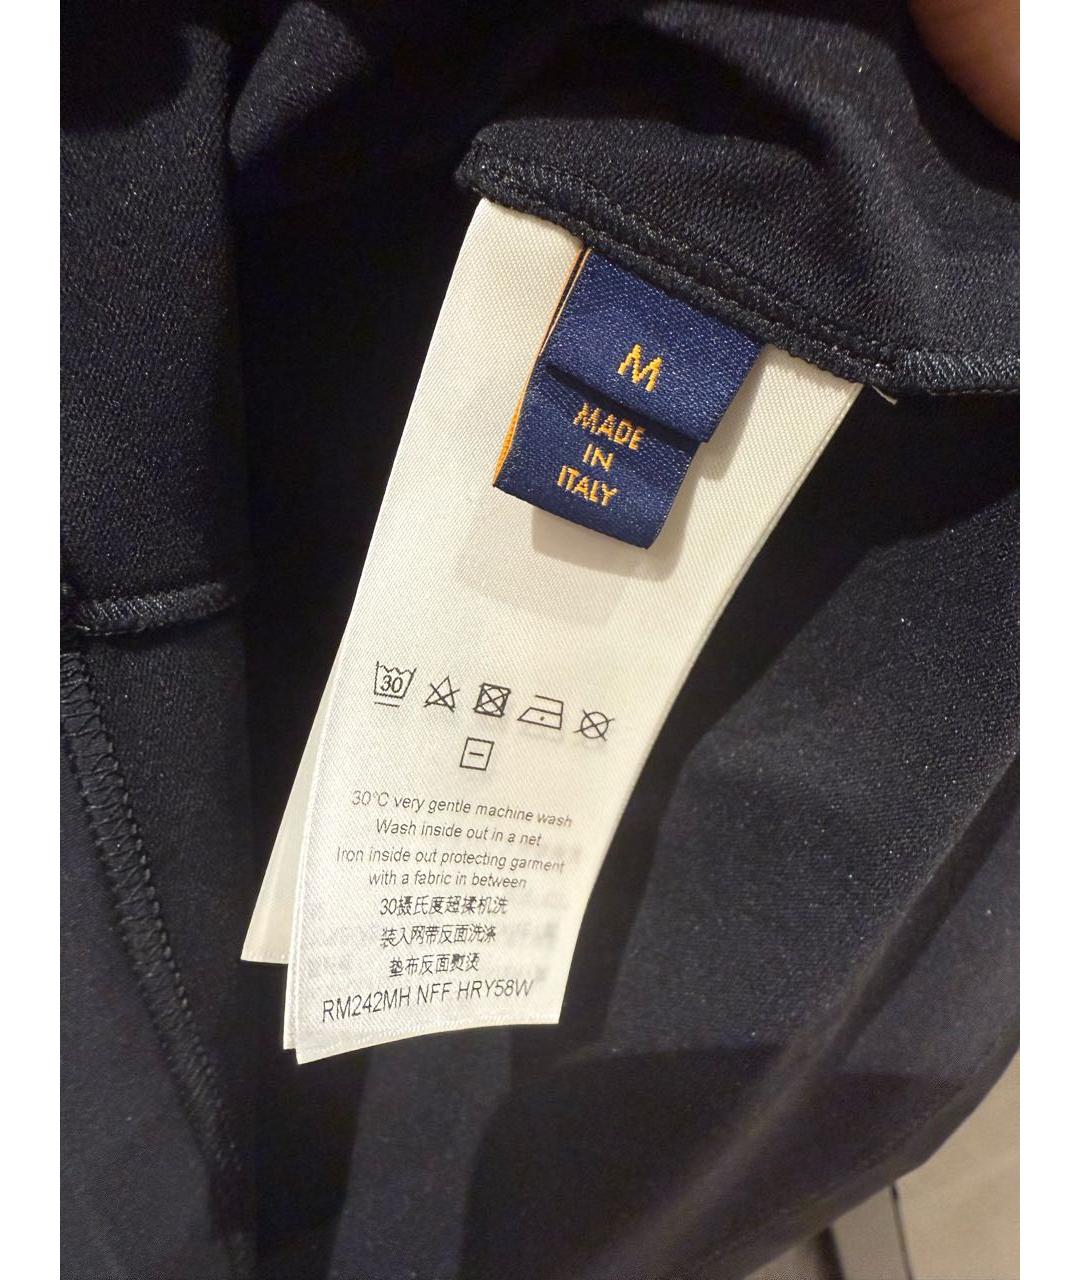 M
MADE
IN
ITALY
30
30°C very gentle machine wash
Wash inside out in a net
Iron inside out protecting garment
with a fabric in between
30摄氏度超揉机洗
装入网带反面洗涤
垫布反面熨烫
RM242MH NFF HRY58W